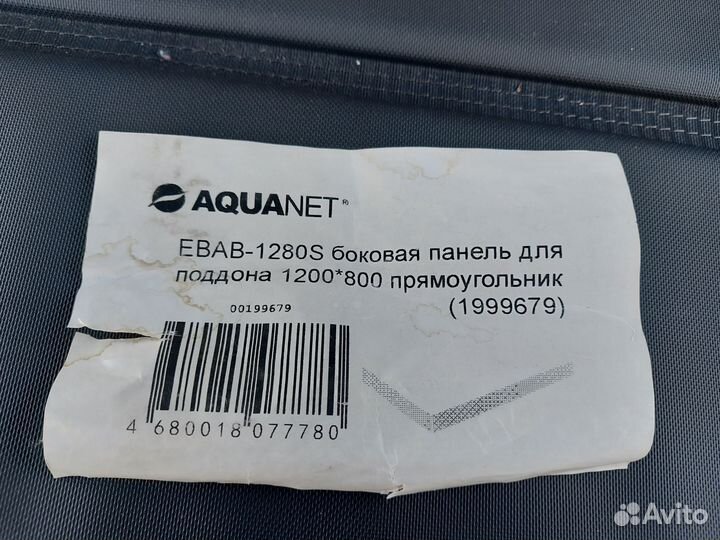 AQUANET®
EBAB-1280S боковая панель для
поддона 1200*800 прямоугольник
00199679
(1999679)
4 680018 077780
Avito